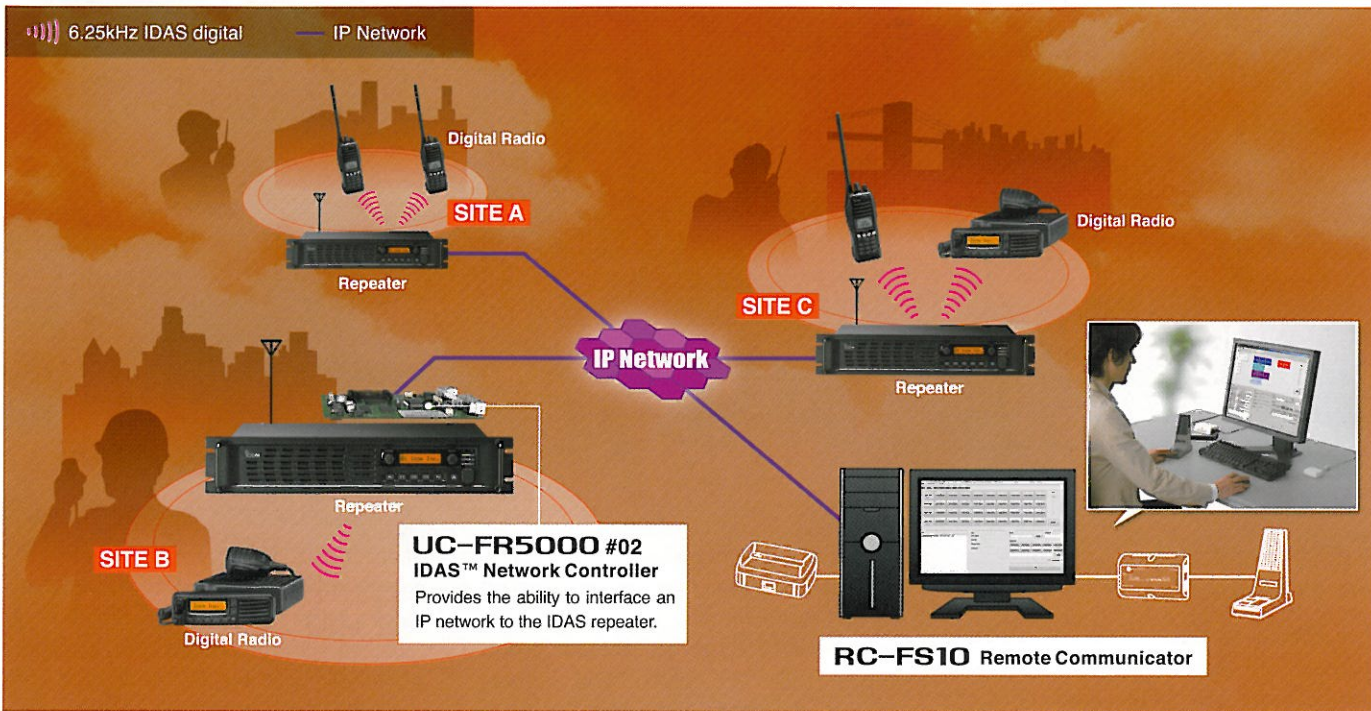 6.25kHz IDAS digital
IP Network
Digital Radio
SITE A
Repeater
Digital Radio
SITE C
Repeater
IP Network
Repeater
SITE B
Digital Radio
UC-FR5000 #02
IDAS™ Network Controller
Provides the ability to interface an
IP network to the IDAS repeater.
RC-FS10 Remote Communicator